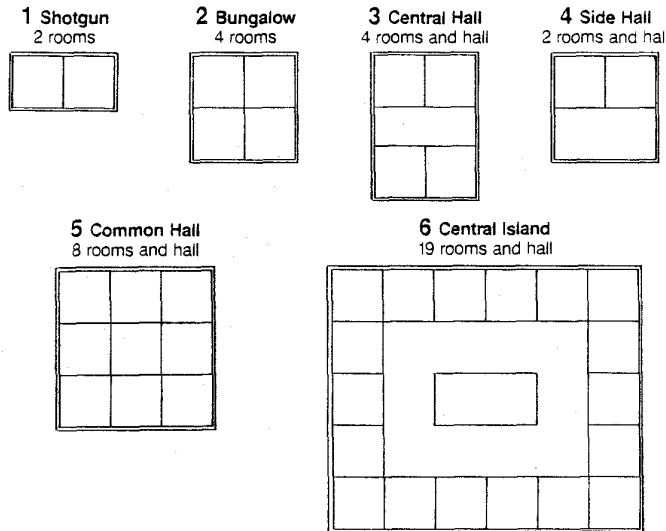 1 Shotgun
2 rooms
2 Bungalow
4 rooms
3 Central Hall
4 rooms and hall
4 Side Hall
2 rooms and hal
5 Common Hall
8 rooms and hall
6 Central Island
19 rooms and hall